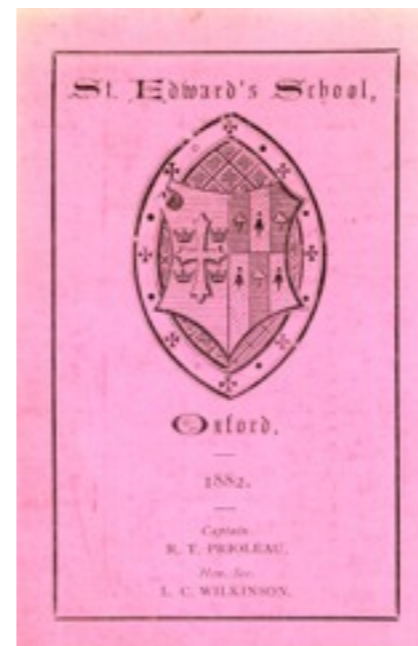 St. Edward's School,
Oxford.
1882.
Captain
R. T. PRIOLEAU.
Hon. Sec.
L. C. WILKINSON.